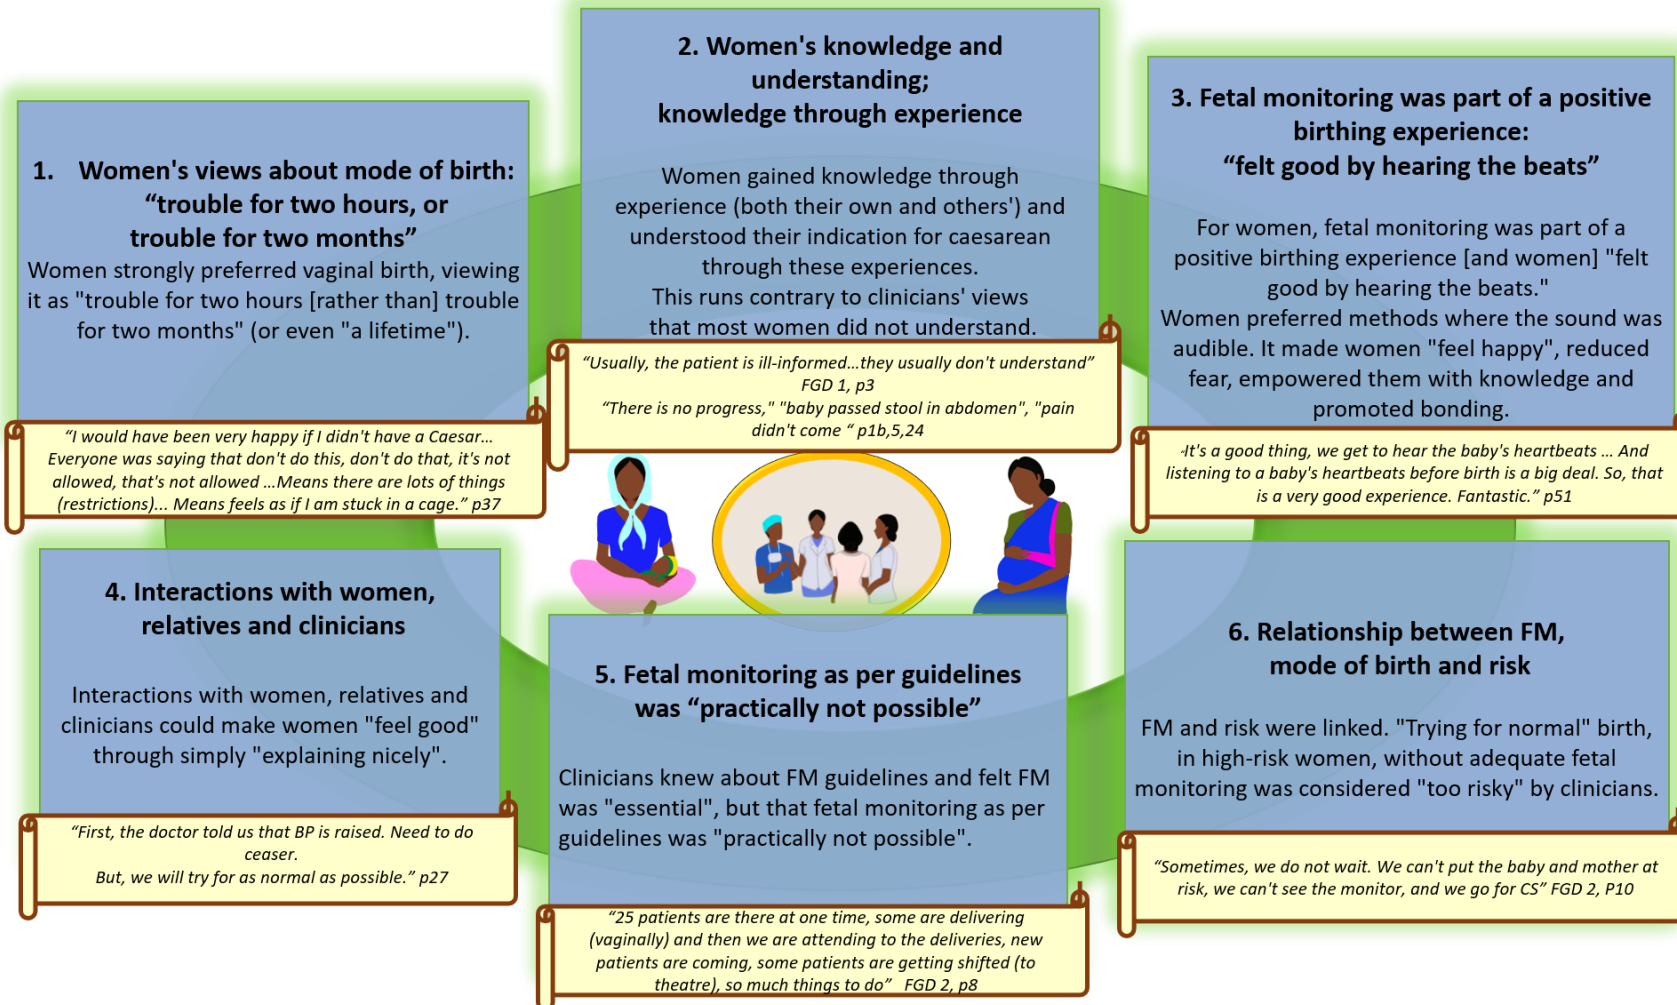 1. Women's views about mode of birth:
“trouble for two hours, or
trouble for two months”
Women strongly preferred vaginal birth, viewing
it as "trouble for two hours [rather than] trouble
for two months" (or even "a lifetime").
“I would have been very happy if I didn't have a Caesar...
Everyone was saying that don't do this, don't do that, it's not
allowed, that's not allowed ...Means there are lots of things
(restrictions)... Means feels as if I am stuck in a cage.” p37
2. Women's knowledge and
understanding;
knowledge through experience
Women gained knowledge through
experience (both their own and others') and
understood their indication for caesarean
through these experiences.
This runs contrary to clinicians' views
that most women did not understand.
“Usually, the patient is ill-informed...they usually don't understand”
FGD 1, p3
“There is no progress," "baby passed stool in abdomen", "pain
didn't come “ p1b,5,24
3. Fetal monitoring was part of a positive
birthing experience:
“felt good by hearing the beats”
For women, fetal monitoring was part of a
positive birthing experience [and women] "felt
good by hearing the beats."
Women preferred methods where the sound was
audible. It made women "feel happy", reduced
fear, empowered them with knowledge and
promoted bonding.
“It's a good thing, we get to hear the baby's heartbeats ... And
listening to a baby's heartbeats before birth is a big deal. So, that
is a very good experience. Fantastic.” p51
4. Interactions with women,
relatives and clinicians
Interactions with women, relatives and
clinicians could make women "feel good"
through simply "explaining nicely".
“First, the doctor told us that BP is raised. Need to do
ceaser.
But, we will try for as normal as possible.” p27
5. Fetal monitoring as per guidelines
was “practically not possible”
Clinicians knew about FM guidelines and felt FM
was "essential", but that fetal monitoring as per
guidelines was "practically not possible".
“25 patients are there at one time, some are delivering
(vaginally) and then we are attending to the deliveries, new
patients are coming, some patients are getting shifted (to
theatre), so much things to do” FGD 2, p8
6. Relationship between FM,
mode of birth and risk
FM and risk were linked. "Trying for normal" birth,
in high-risk women, without adequate fetal
monitoring was considered "too risky" by clinicians.
“Sometimes, we do not wait. We can't put the baby and mother at
risk, we can't see the monitor, and we go for CS” FGD 2, P10